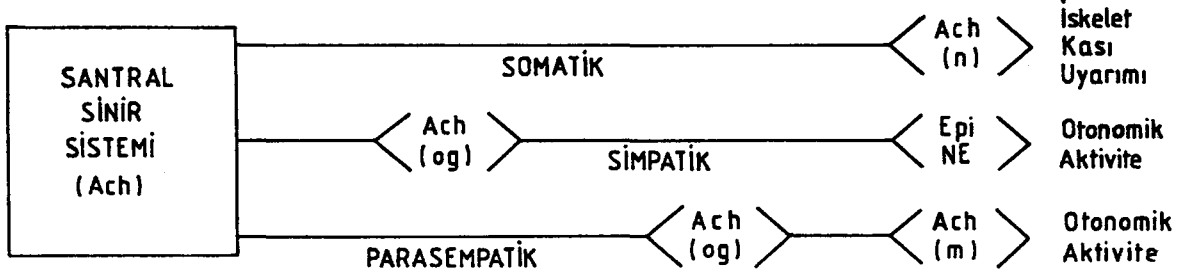 SANTRAL
SİNİR
SİSTEMİ
(Ach)
SOMATİK
Ach
(n)
İskelet
Kası
Uyarımı
Ach
(og)
SİMPATİK
Epi
NE
Otonomik
Aktivite
PARASEMPATİK
Ach
(og)
Ach
(m)
Otonomik
Aktivite